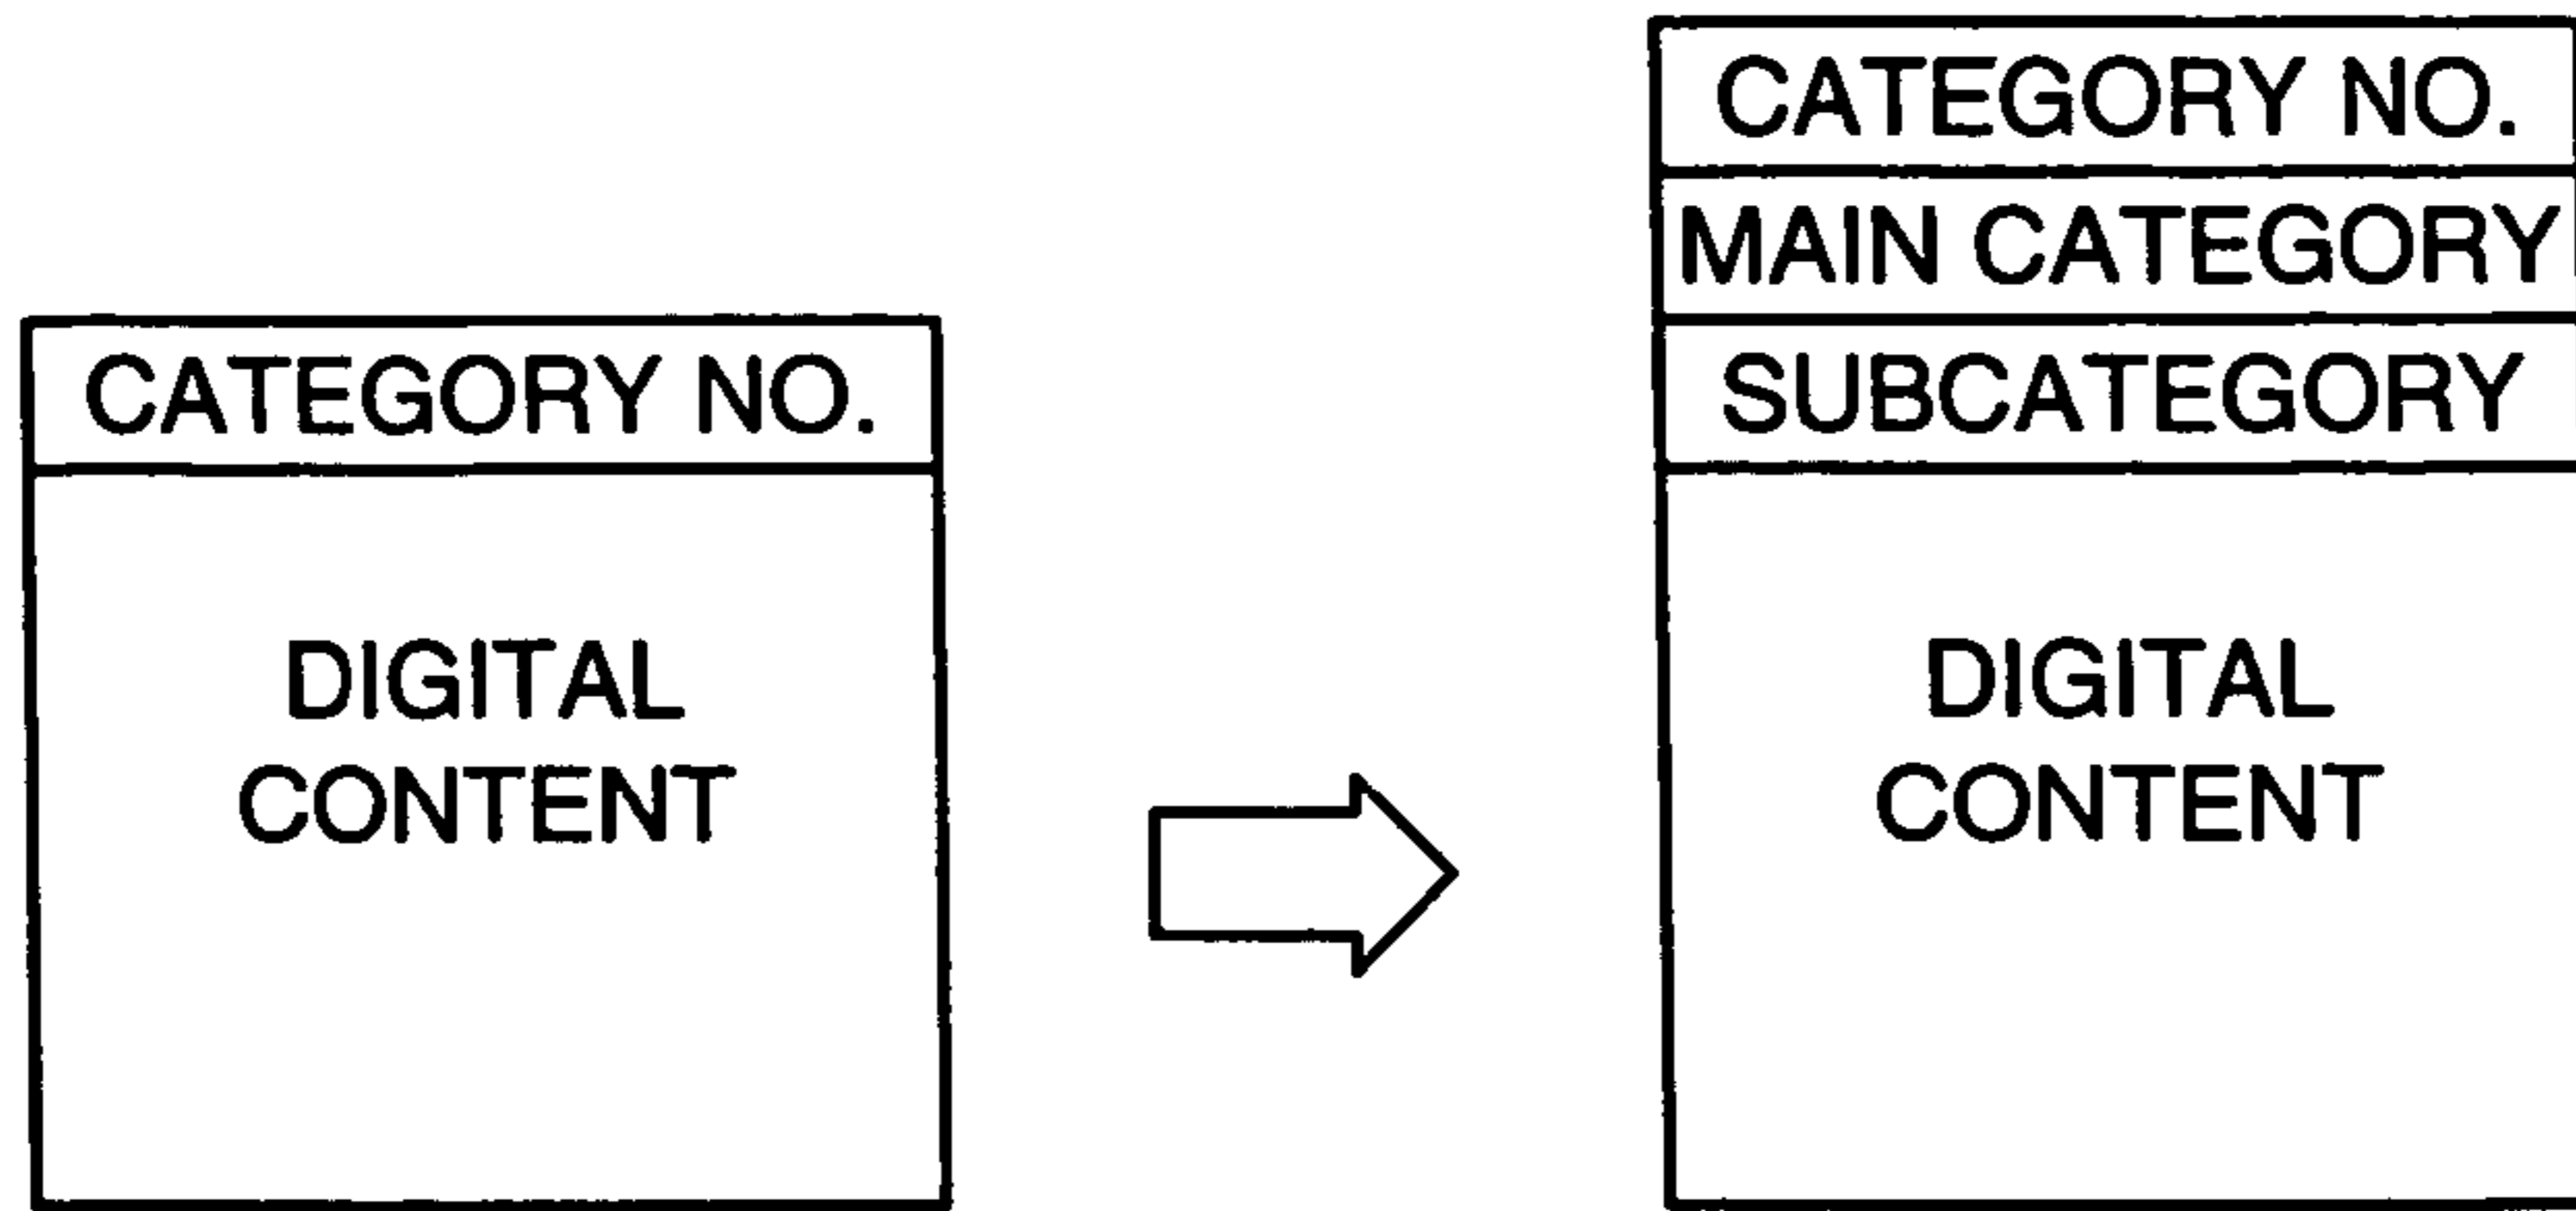 CATEGORY NO.
DIGITAL
CONTENT
CATEGORY NO.
MAIN CATEGORY
SUBCATEGORY
DIGITAL
CONTENT